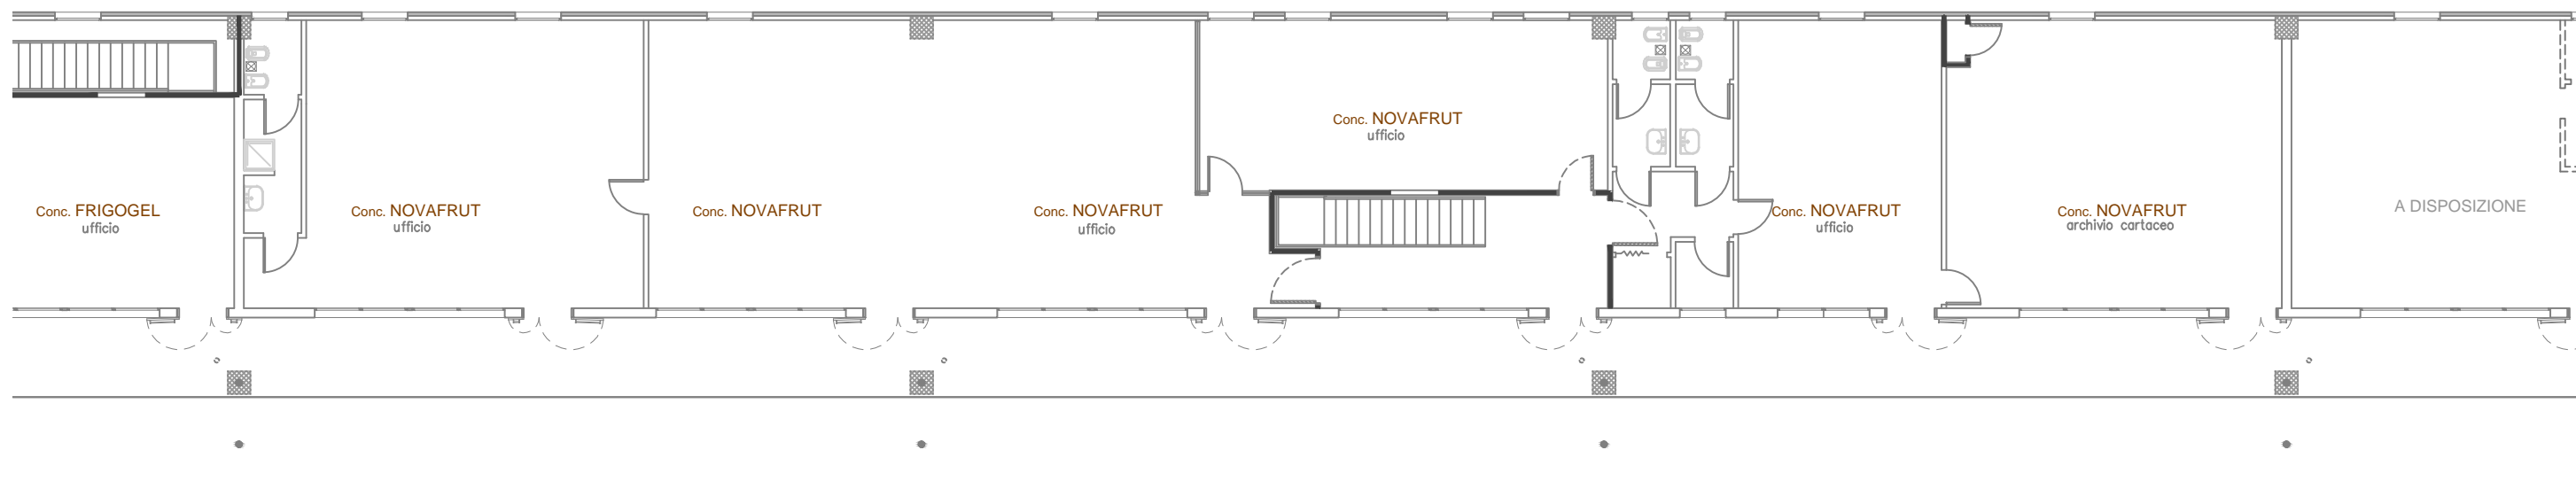 Conc. FRIGOGEL
ufficio
Conc. NOVAFRUT
ufficio
Conc. NOVAFRUT
Conc. NOVAFRUT
ufficio
Conc. NOVAFRUT
ufficio
Conc. NOVAFRUT
ufficio
Conc. NOVAFRUT
archivio cartaceo
A DISPOSIZIONE